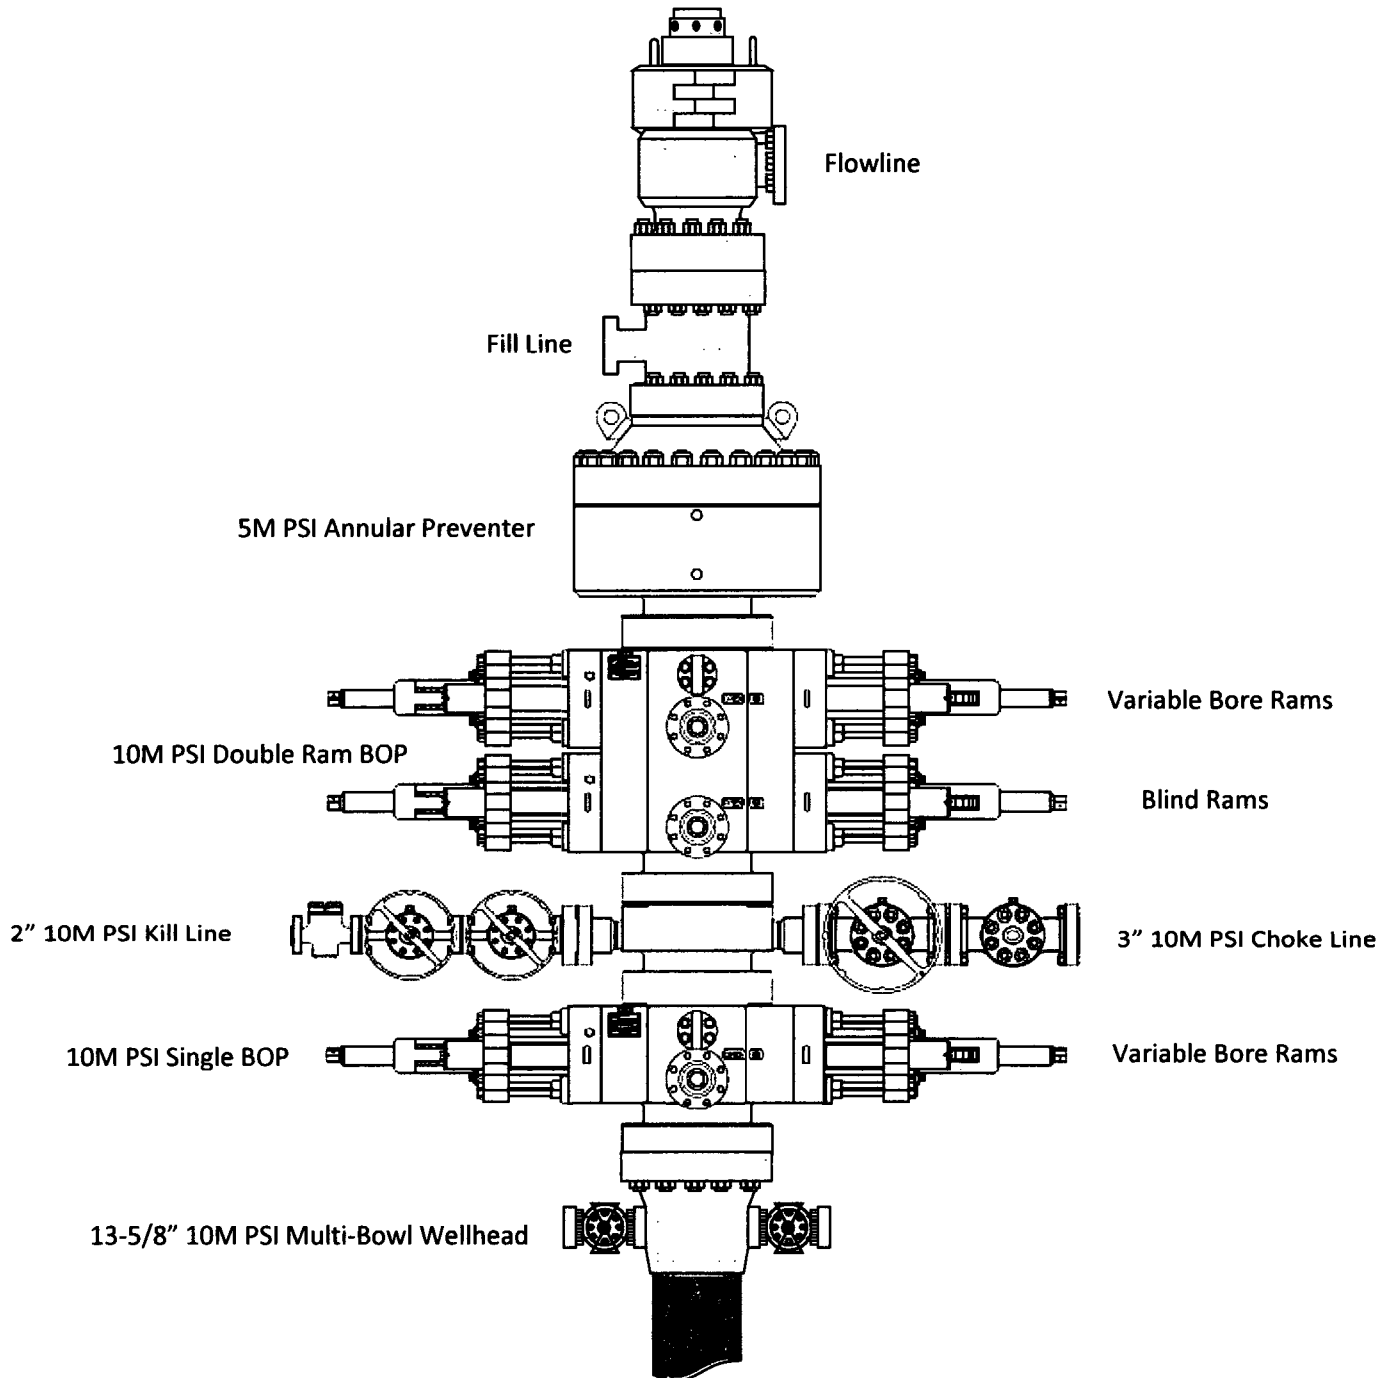 Flowline
Fill Line
5M PSI Annular Preventer
Variable Bore Rams
10M PSI Double Ram BOP
Blind Rams
2” 10M PSI Kill Line
3” 10M PSI Choke Line
10M PSI Single BOP
Variable Bore Rams
13-5/8” 10M PSI Multi-Bowl Wellhead